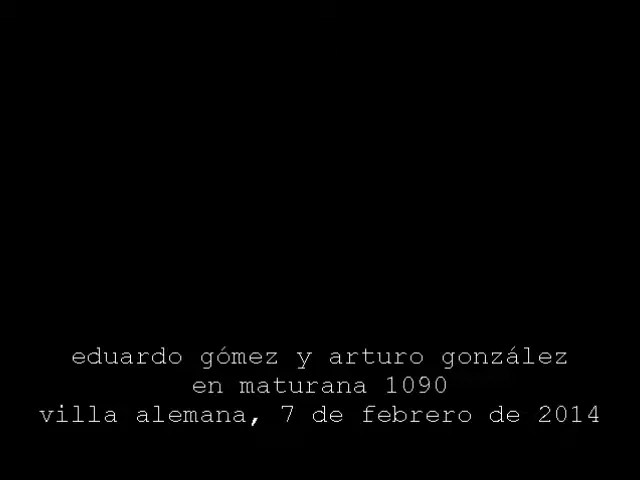 eduardo gómez y arturo gonzález
en maturana 1090
villa alemana, 7 de febrero de 2014